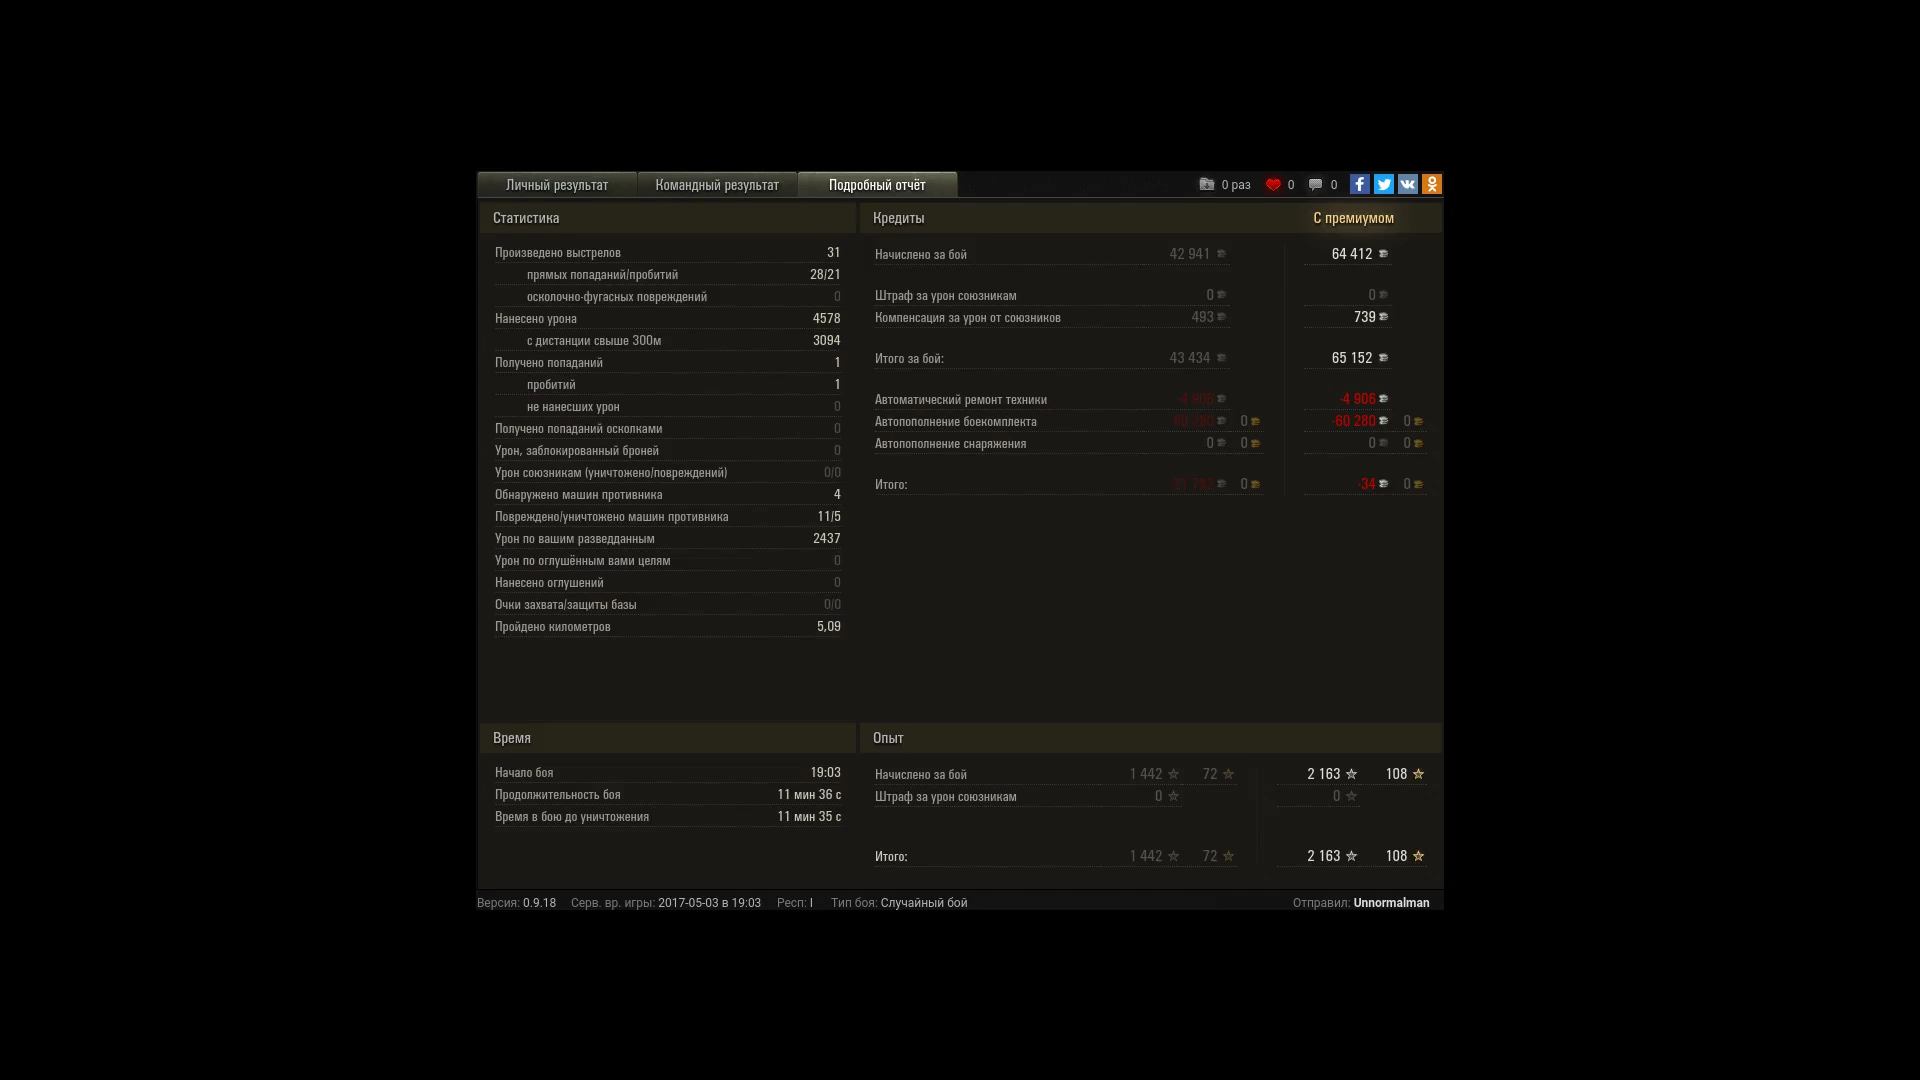 Личный результат Командный результат Подробный отчёт 0 раз 0 0
Статистика
Произведено выстрелов 31
прямых попаданий/пробитий 28/21
осколочно-фугасных повреждений 0
Нанесено урона 4578
с дистанции свыше 300м 3094
Получено попаданий 1
пробитий 1
не нанесших урон 0
Получено попаданий осколками 0
Урон, заблокированный броней 0
Урон союзникам (уничтожено/повреждений) 0/0
Обнаружено машин противника 4
Повреждено/уничтожено машин противника 11/5
Урон по вашим разведданным 2437
Урон по оглушённым вами целям 0
Нанесено оглушений 0
Очки захвата/защиты базы 0/0
Пройдено километров 5,09
Кредиты С премиумом
Начислено за бой 42 941 64 412
Штраф за урон союзникам 0 0
Компенсация за урон от союзников 493 739
Итого за бой: 43 434 65 152
Автоматический ремонт техники -4 906 -4 906
Автопополнение боекомплекта -60 280 0 -60 280 0
Автопополнение снаряжения 0 0 0 0
Итого: 0 -34 0
Время
Начало боя 19:03
Продолжительность боя 11 мин 36 с
Время в бою до уничтожения 11 мин 35 с
Опыт
Начислено за бой 1 442 72 2 163 108
Штраф за урон союзникам 0 0
Итого: 1 442 72 2 163 108
Версия: 0.9.18 Серв. вр. игры: 2017-05-03 в 19:03 Респ: I Тип боя: Случайный бой Отправил: Unnormalman